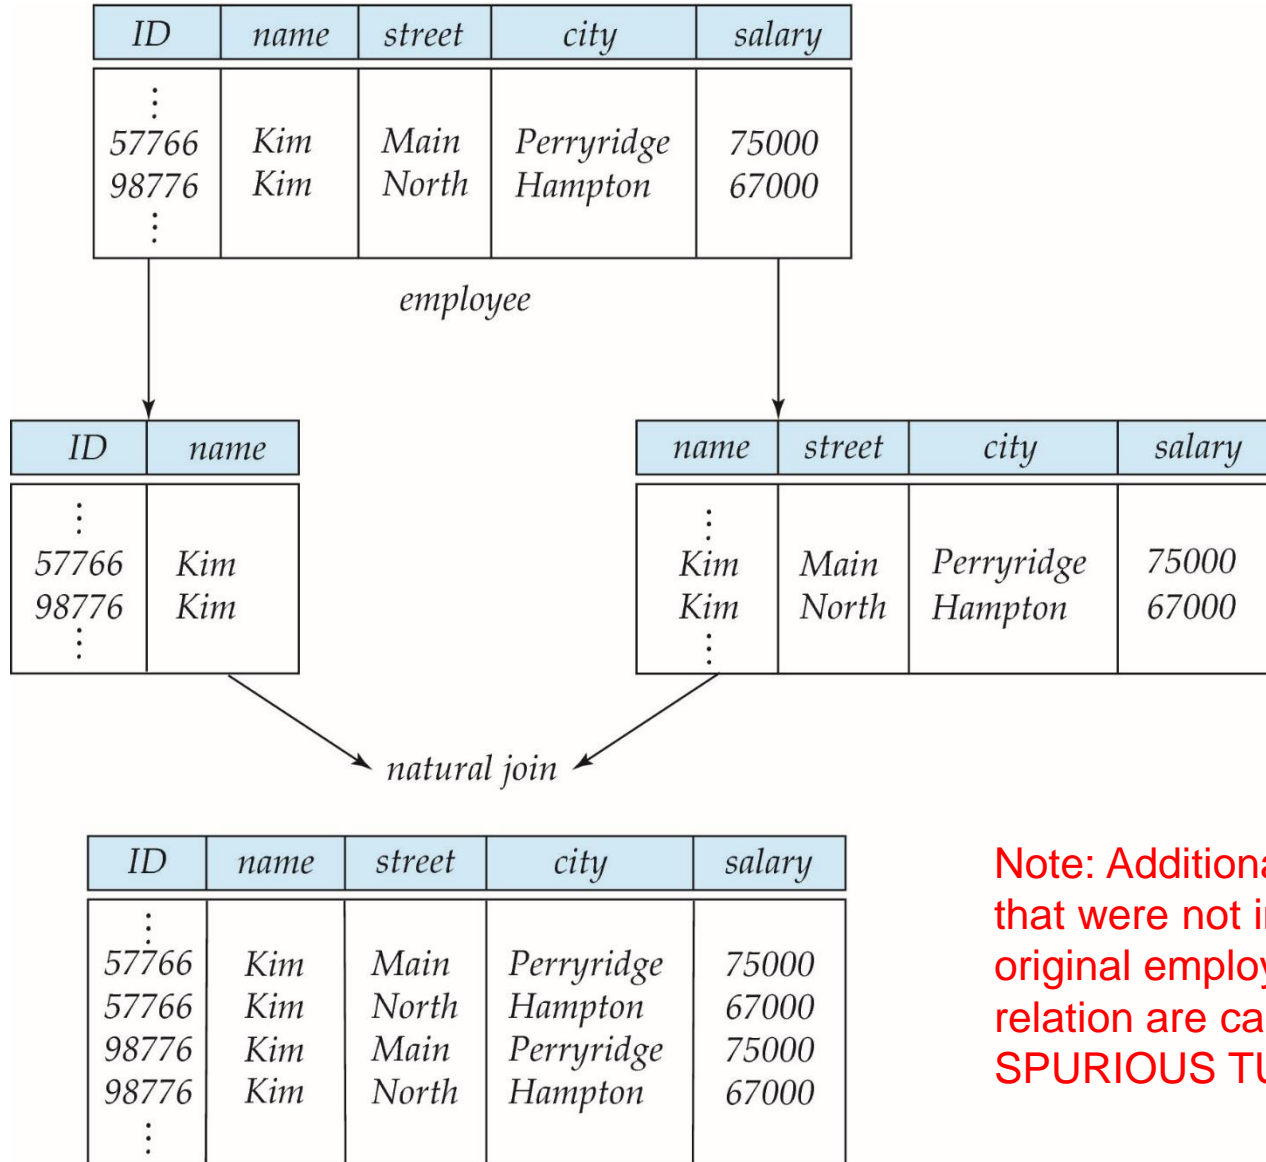 ID name street city salary
⋮
57766 Kim Main Perryridge 75000
98776 Kim North Hampton 67000
⋮
employee
ID name
⋮
57766 Kim
98776 Kim
⋮
name street city salary
⋮
Kim Main Perryridge 75000
Kim North Hampton 67000
⋮
natural join
ID name street city salary
⋮
57766 Kim Main Perryridge 75000
57766 Kim North Hampton 67000
98776 Kim Main Perryridge 75000
98776 Kim North Hampton 67000
⋮
Note:
that were not
original
relation are
SPURIOUS